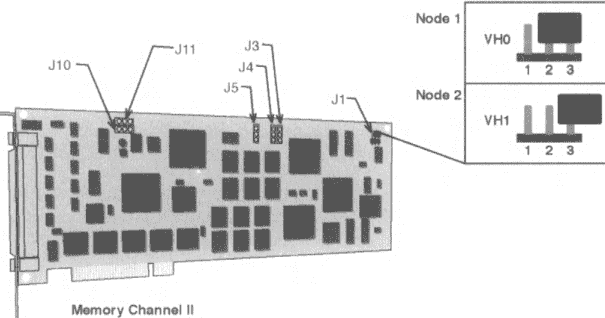 Node 1
VH0
1 2 3
Node 2
VH1
1 2 3
J11
J10
J3
J4
J5
J1
Memory Channel II